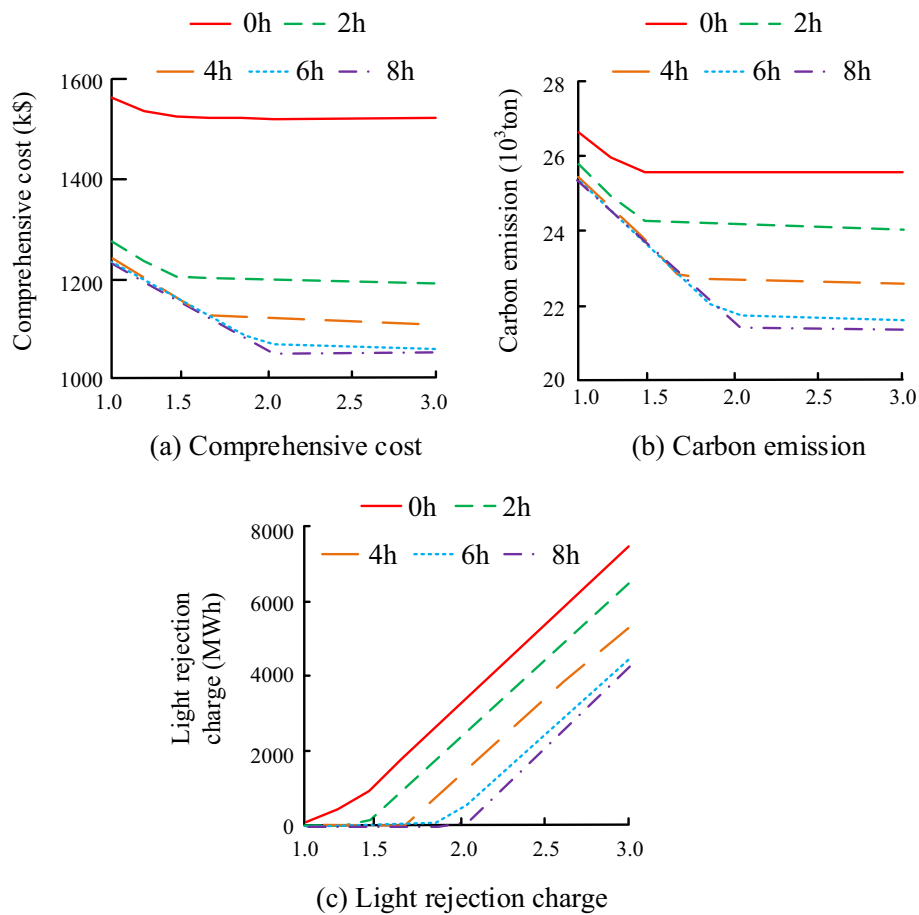 0h 2h
4h 6h 8h
Comprehensive cost (k$)
1600
1400
1200
1000
1.0 1.5 2.0 2.5 3.0
(a) Comprehensive cost
0h 2h
4h 6h 8h
Carbon emission (10³ton)
28
26
24
22
20
1.0 1.5 2.0 2.5 3.0
(b) Carbon emission
0h 2h
4h 6h 8h
Light rejection
charge (MWh)
8000
6000
4000
2000
0
1.0 1.5 2.0 2.5 3.0
(c) Light rejection charge